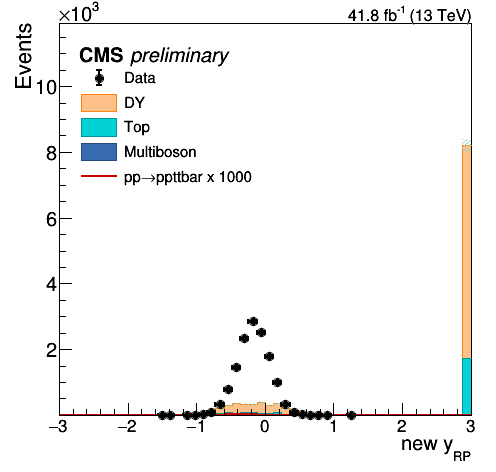 ×10³
41.8 fb⁻¹ (13 TeV)
Events
CMS preliminary
Data
DY
Top
Multiboson
pp→ppttbar x 1000
10
8
6
4
2
−3 −2 −1 0 1 2 3
new y_RP